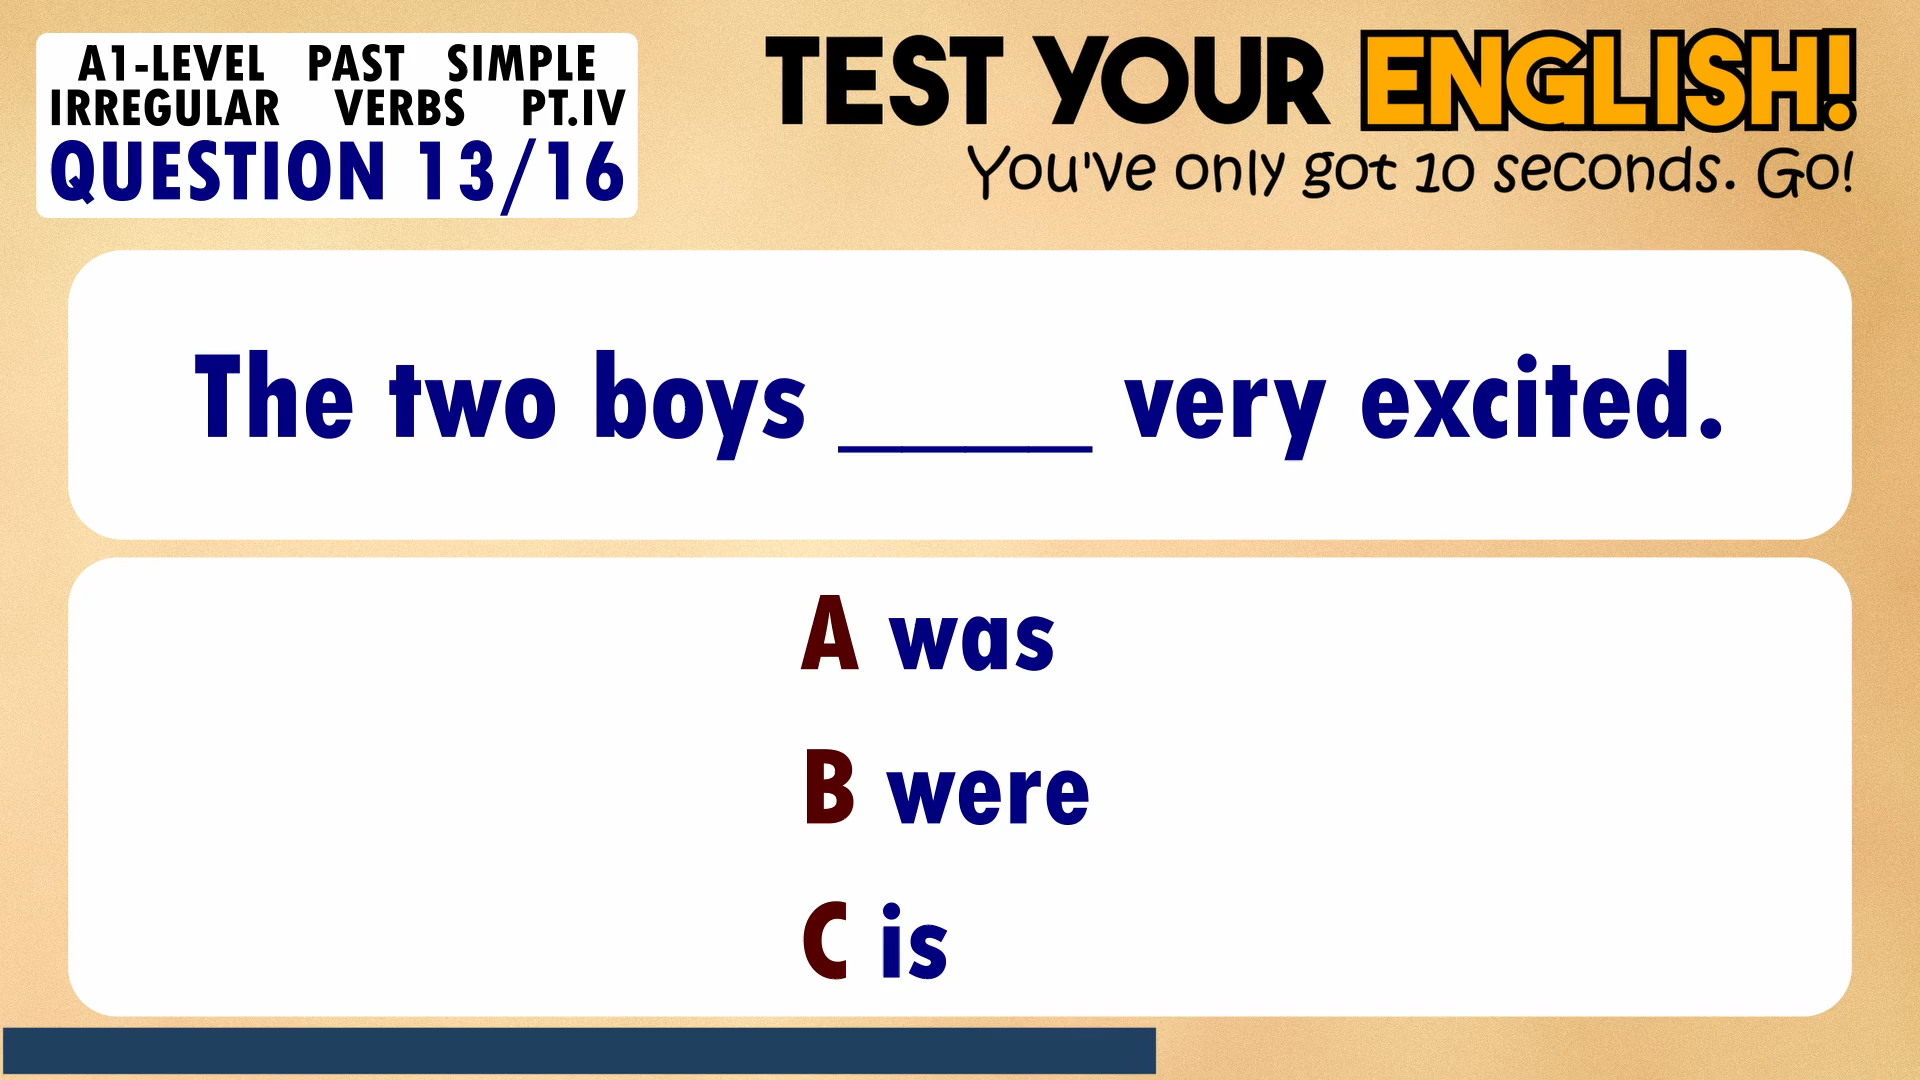 A1-LEVEL PAST SIMPLE
IRREGULAR VERBS PT.IV
QUESTION 13/16
TEST YOUR ENGLISH!
You've only got 10 seconds. Go!
The two boys _____ very excited.
A was
B were
C is